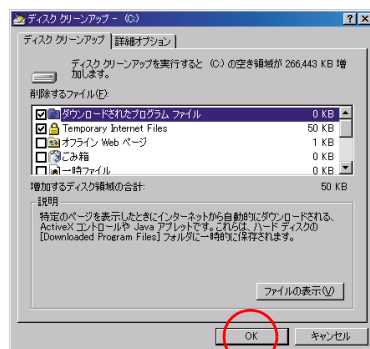 ディスク クリーンアップ - (C:)
ディスク クリーンアップ 詳細オプション
ディスク クリーンアップを実行すると (C:) の空き領域が 266,443 KB 増
加します。
削除するファイル(F):
ダウンロードされたプログラム ファイル 0 KB
Temporary Internet Files 50 KB
オフライン Web ページ 1 KB
ごみ箱 0 KB
一時ファイル 0 KB
増加するディスク領域の合計: 50 KB
説明
特定のページを表示したときにインターネットから自動的にダウンロードされる、
ActiveX コントロールや Java アプレットです。これらは、ハード ディスクの
[Downloaded Program Files] フォルダに一時的に保存されます。
ファイルの表示(V)
OK キャンセル